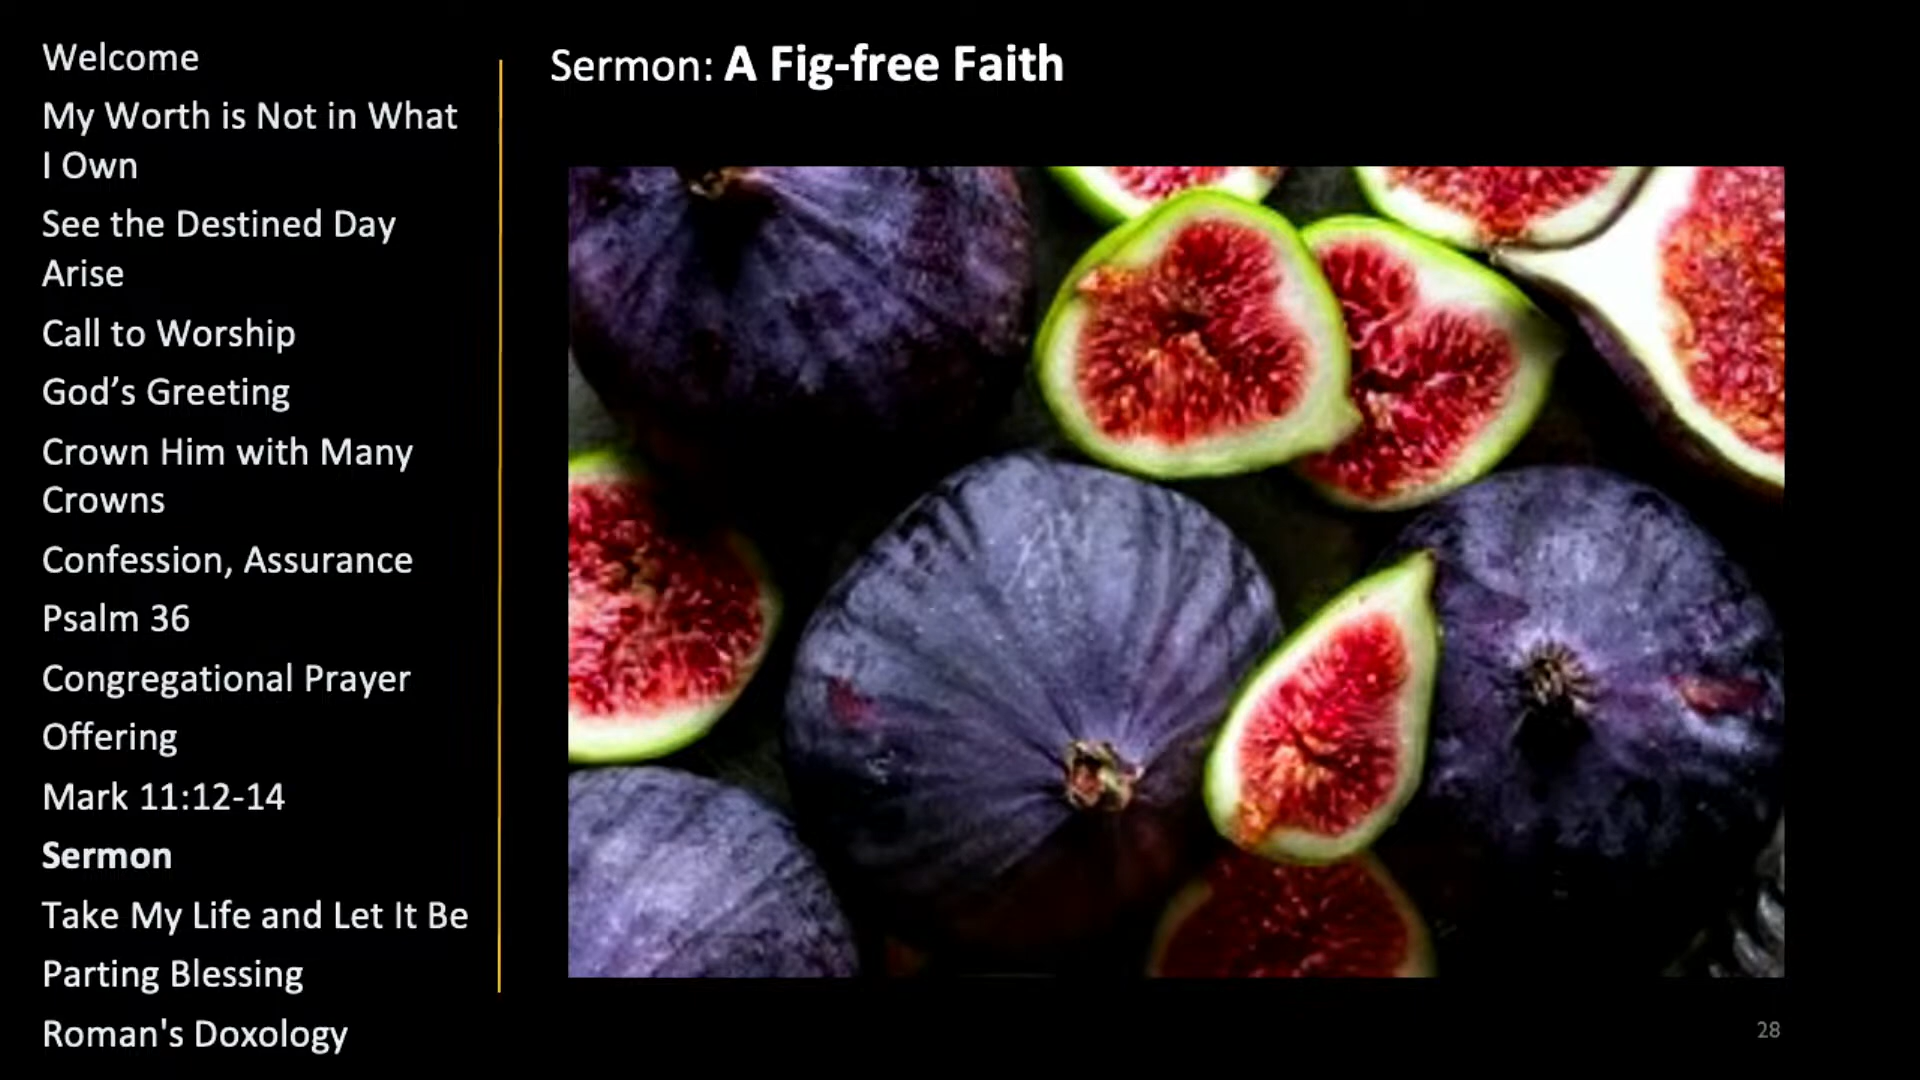 Welcome
My Worth is Not in What
I Own
See the Destined Day
Arise
Call to Worship
God’s Greeting
Crown Him with Many
Crowns
Confession, Assurance
Psalm 36
Congregational Prayer
Offering
Mark 11:12-14
Sermon
Take My Life and Let It Be
Parting Blessing
Roman's Doxology
Sermon: A Fig-free Faith
28